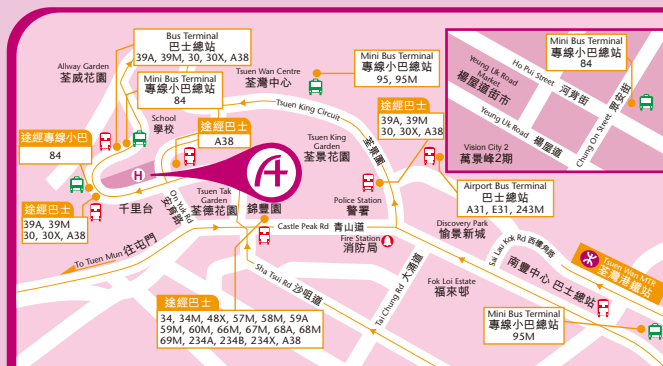 Bus Terminal
巴士總站
39A, 39M, 30, 30X, A38
Allway Garden
荃威花園
Mini Bus Terminal
專線小巴總站
84
School
學校
Tsuen Wan Centre
荃灣中心
Mini Bus Terminal
專線小巴總站
95, 95M
Yeung Uk Road
Market
楊屋道街市
Ho Pui Street
河背街
Mini Bus Terminal
專線小巴總站
84
Yeung Uk Road 楊屋道
Chung On Street 眾安街
Vision City 2
萬景峰2期
途經巴士
39A, 39M
30, 30X, A38
Tsuen King Circuit
荃景圍
途經巴士
A38
途經專線小巴
84
H
Tsuen King
Garden
荃景花園
Airport Bus Terminal
巴士總站
A31, E31, 243M
途經巴士
39A, 39M
30, 30X, A38
千里台
On Yuk Rd
安育路
Tsuen Tak
Garden
荃德花園
錦豐園
Police Station
警署
Castle Peak Rd 青山道
Fire Station
消防局
Discovery Park
愉景新城
To Tuen Mun 往屯門
Sai Lau Kok Rd 西樓角路
Tsuen Wan MTR
荃灣港鐵站
南豐中心 巴士總站
Sha Tsui Rd 沙咀道
Tai Chung Rd 大涌道
Fok Loi Estate
福來邨
途經巴士
34, 34M, 48X, 57M, 58M, 59A
59M, 60M, 66M, 67M, 68A, 68M
69M, 234A, 234B, 234X, A38
Mini Bus Terminal
專線小巴總站
95M